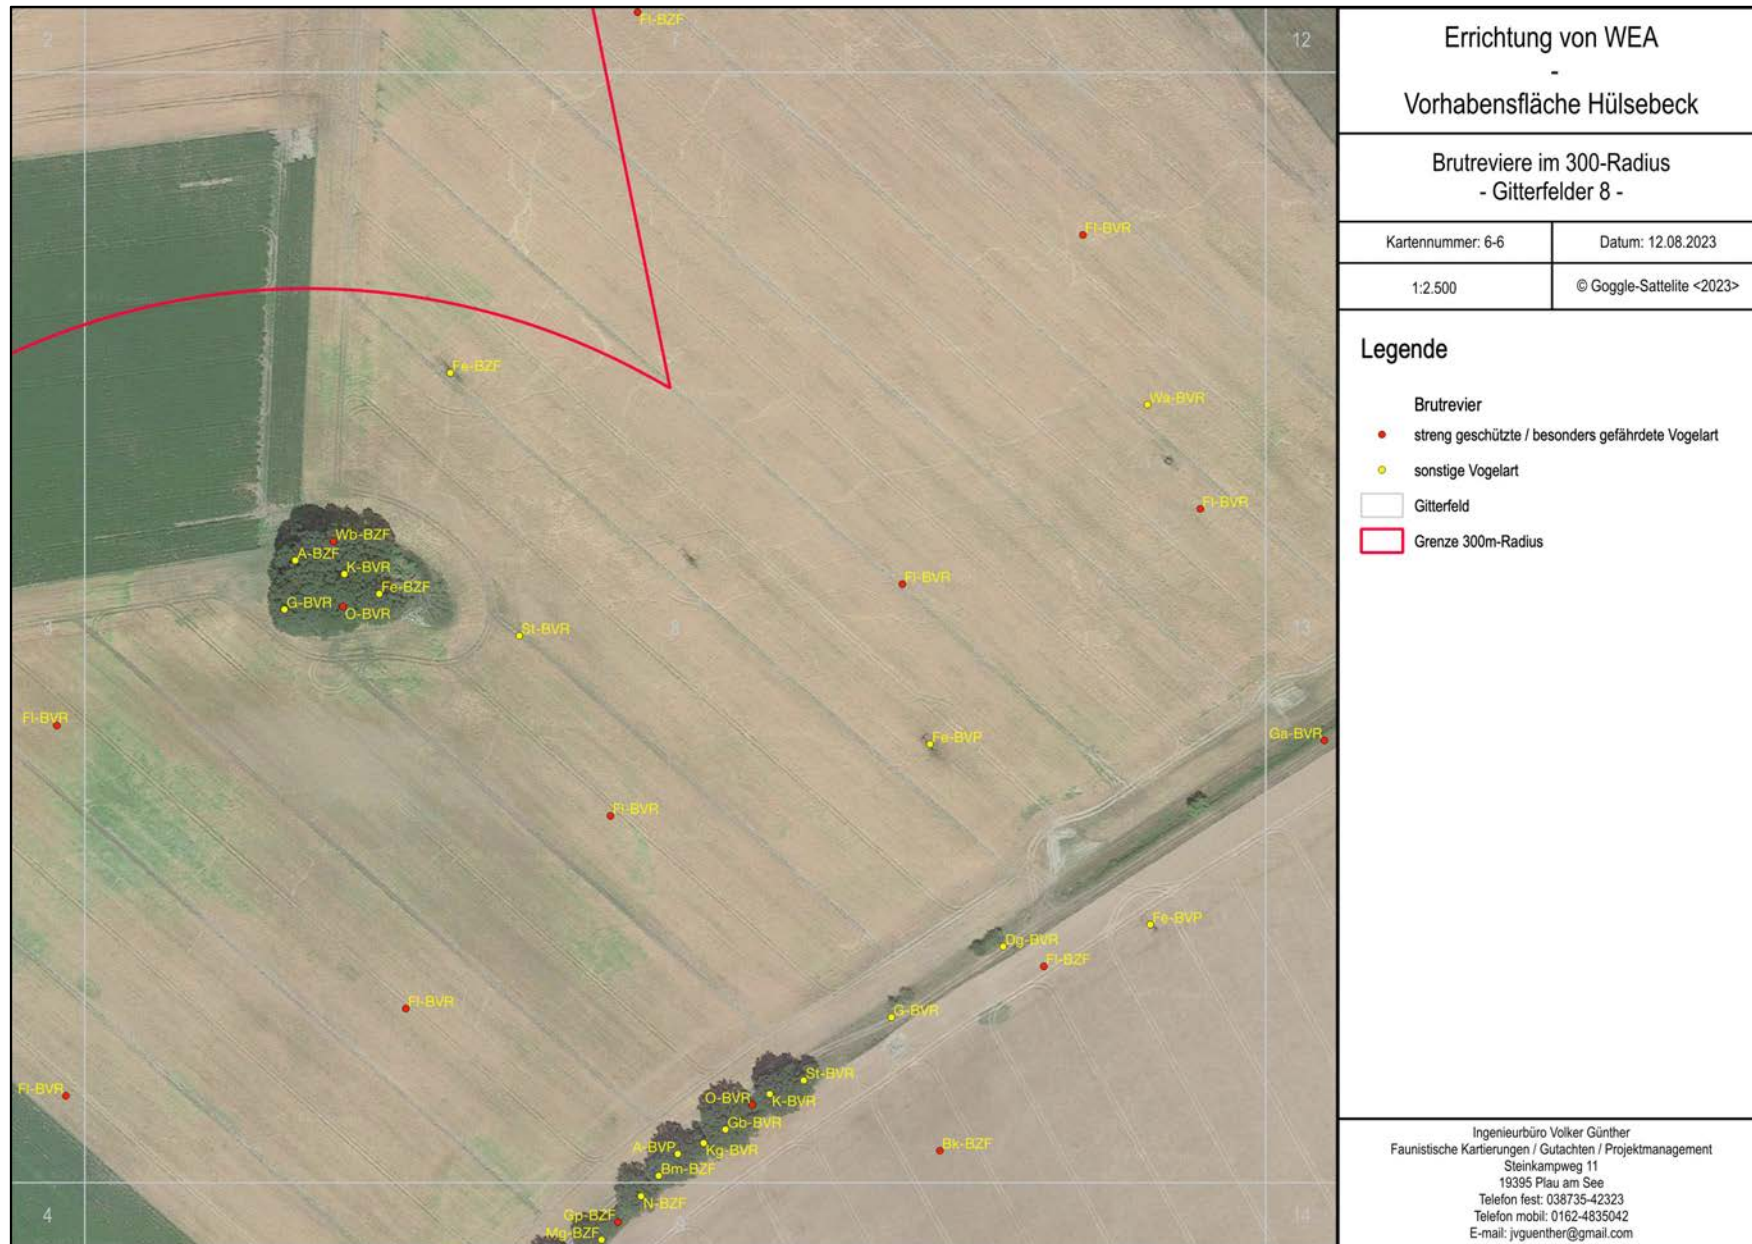 2
Fl-BZF
7
12
Fl-BVR
Fe-BZF
Wa-BVR
Fl-BVR
Wb-BZF
A-BZF
K-BVR
Fe-BZF
G-BVR
O-BVR
Fl-BVR
3
St-BVR
8
13
Fl-BVR
Fe-BVP
Ga-BVR
Fl-BVR
Fe-BVP
Dg-BVR
Fl-BZF
Fl-BVR
G-BVR
Fl-BVR
St-BVR
O-BVR
K-BVR
Gb-BVR
A-BVP
Kg-BVR
Bk-BZF
Bm-BZF
N-BZF
4
Gp-BZF
9
14
Mg-BZF
Errichtung von WEA
-
Vorhabensfläche Hülsebeck
Brutreviere im 300-Radius
- Gitterfelder 8 -
Kartennummer: 6-6
Datum: 12.08.2023
1:2.500
© Goggle-Sattelite <2023>
Legende
Brutrevier
streng geschützte / besonders gefährdete Vogelart
sonstige Vogelart
Gitterfeld
Grenze 300m-Radius
Ingenieurbüro Volker Günther
Faunistische Kartierungen / Gutachten / Projektmanagement
Steinkampweg 11
19395 Plau am See
Telefon fest: 038735-42323
Telefon mobil: 0162-4835042
E-mail: jvguenther@gmail.com